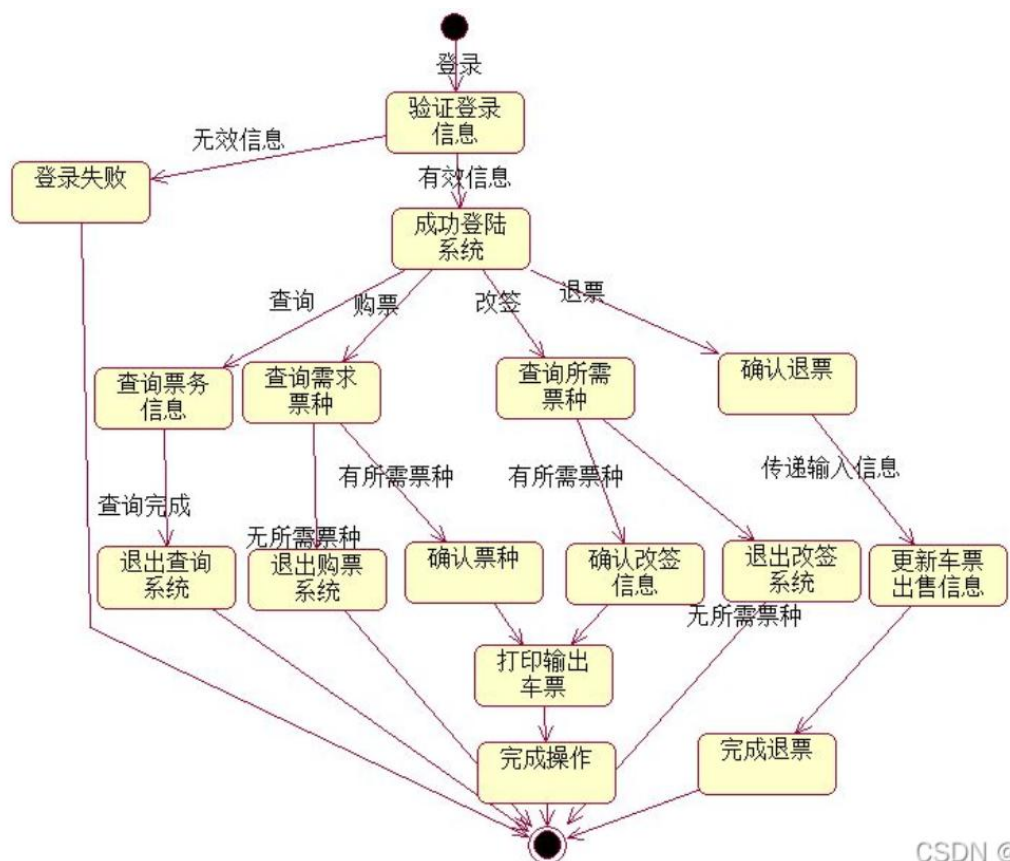 登录
验证登录
信息
无效信息
登录失败
有效信息
成功登陆
系统
查询
购票
改签
退票
查询票务
信息
查询需求
票种
查询所需
票种
确认退票
有所需票种
有所需票种
传递输入信息
查询完成
无所需票种
退出查询
系统
退出购票
系统
确认票种
确认改签
信息
退出改签
系统
更新车票
出售信息
无所需票种
打印输出
车票
完成操作
完成退票
CSDN @